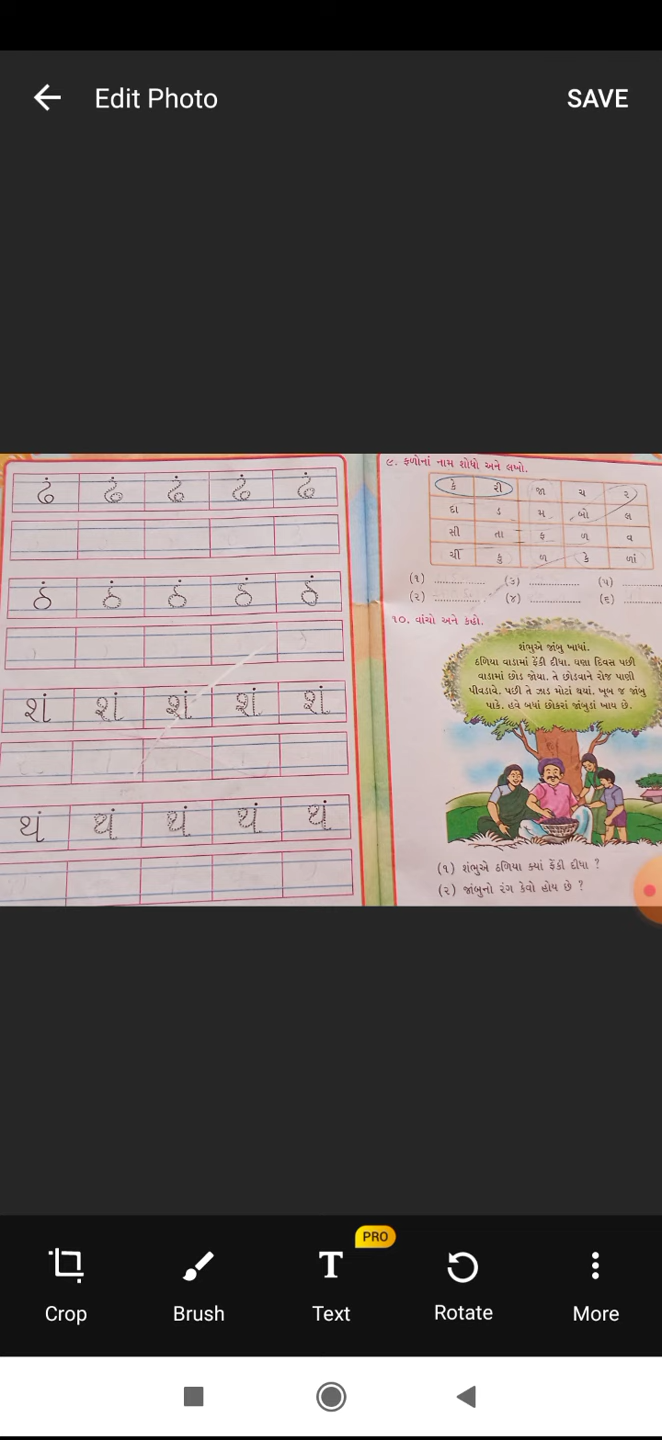 Edit Photo
SAVE
ઢં ઢં ઢં ઢં ઢં
ઠં ઠં ઠં ઠં ઠં
શં શં શં શં શં
થં થં થં થં થં
૯. ફળોનાં નામ શોધો અને લખો.
કે રી જા ય ર
દા ડ મ બો લ
સી તા ફ ળ વ
ચી કુ ળ કે ળાં
(૧) .............. (૩) .............. (૫) ..............
(૨) .............. (૪) .............. (૬) ..............
૧૦. વાંચો અને કહો.
શંભુએ જાંબુ ખાધાં.
ઠળિયા વાડામાં ફેંકી દીધા. ઘણા દિવસ પછી
વાડામાં છોડ જોયા. તે છોડવાને રોજ પાણી
પીવડાવે. પછી તે ઝાડ મોટાં થયાં. ખૂબ જ જાંબુ
પાકે. હવે બધાં છોકરાં જાંબુડાં ખાય છે.
(૧) શંભુએ ઠળિયા ક્યાં ફેંકી દીધા ?
(૨) જાંબુનો રંગ કેવો હોય છે ?
PRO
Crop
Brush
Text
Rotate
More